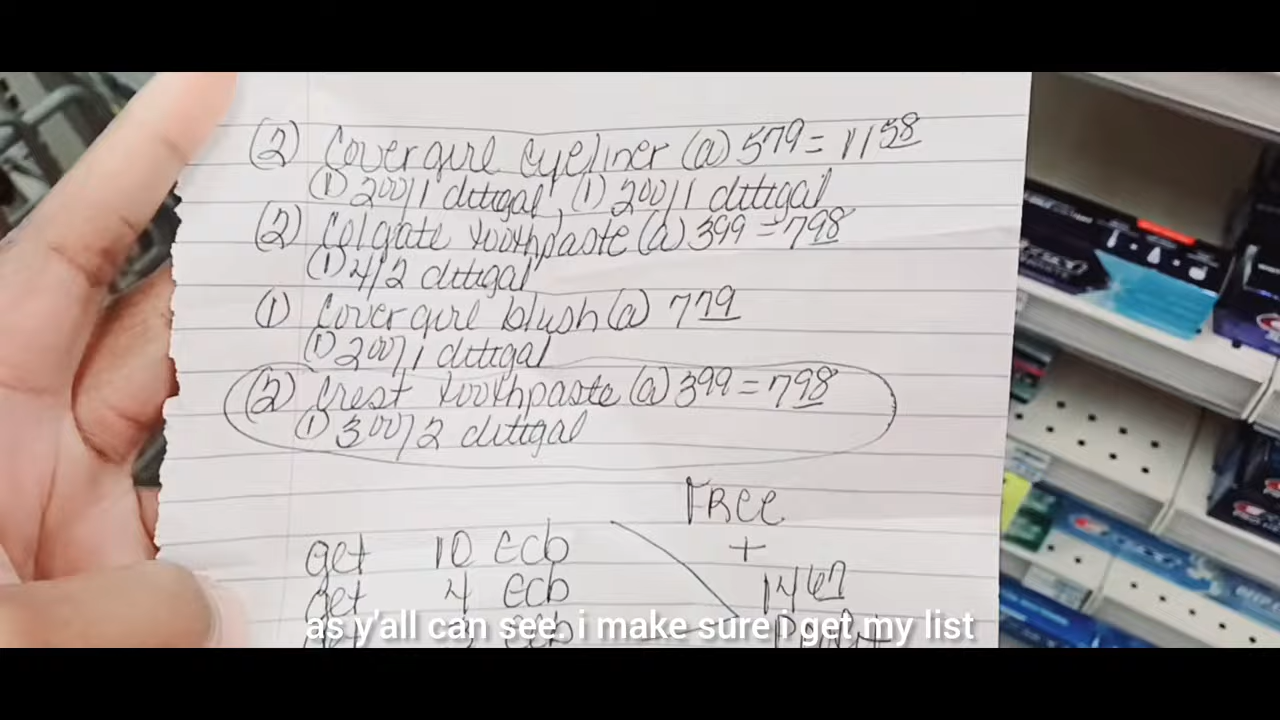 (2) Covergirl eyeliner @ 579 = 1158
(1) 200/1 dittgal (1) 200/1 dittgal
(2) Colgate toothpaste @ 399 = 798
(1) 4/2 dittgal
(1) Covergirl blush @ 779
(1) 200/1 dittgal
(2) Crest toothpaste @ 399 = 798
(1) 300/2 dittgal
FREE
+
1467
get 10 ECB
get 4 ECB
as y'all can see. i make sure i get my list